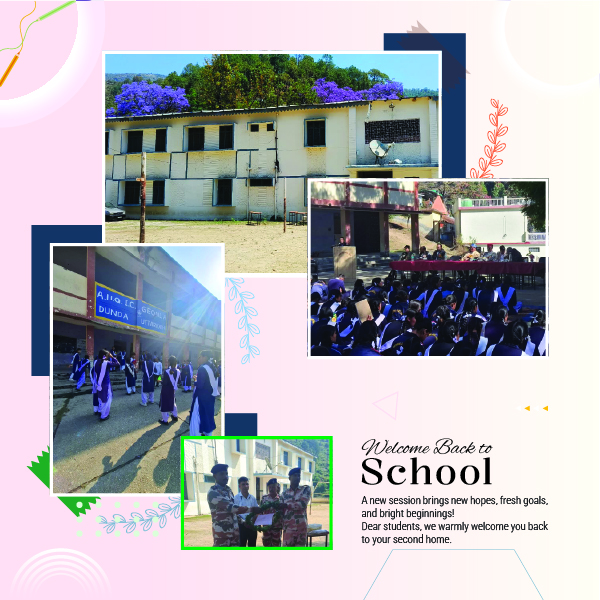 A.U.G.I.C.
DUNDA
Welcome Back to
School
A new session brings new hopes, fresh goals,
and bright beginnings!
Dear students, we warmly welcome you back
to your second home.